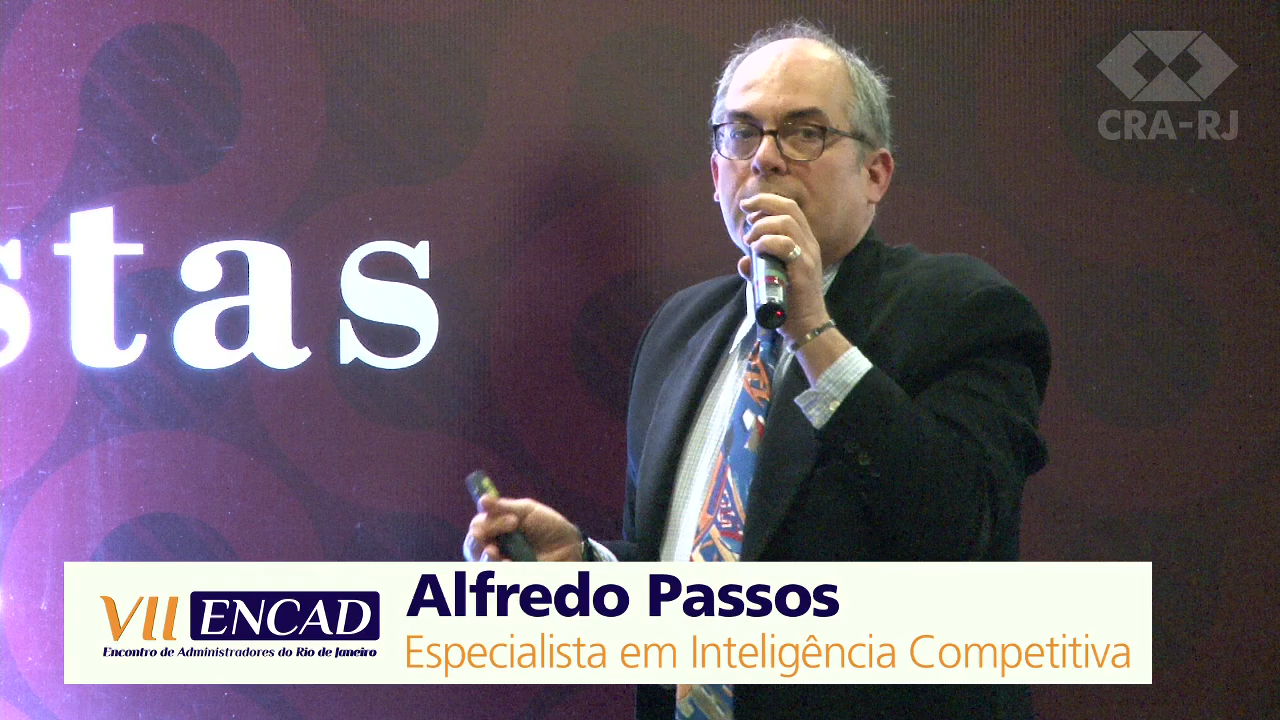 CRA-RJ
stas
VII ENCAD
Encontro de Administradores do Rio de Janeiro
Alfredo Passos
Especialista em Inteligência Competitiva